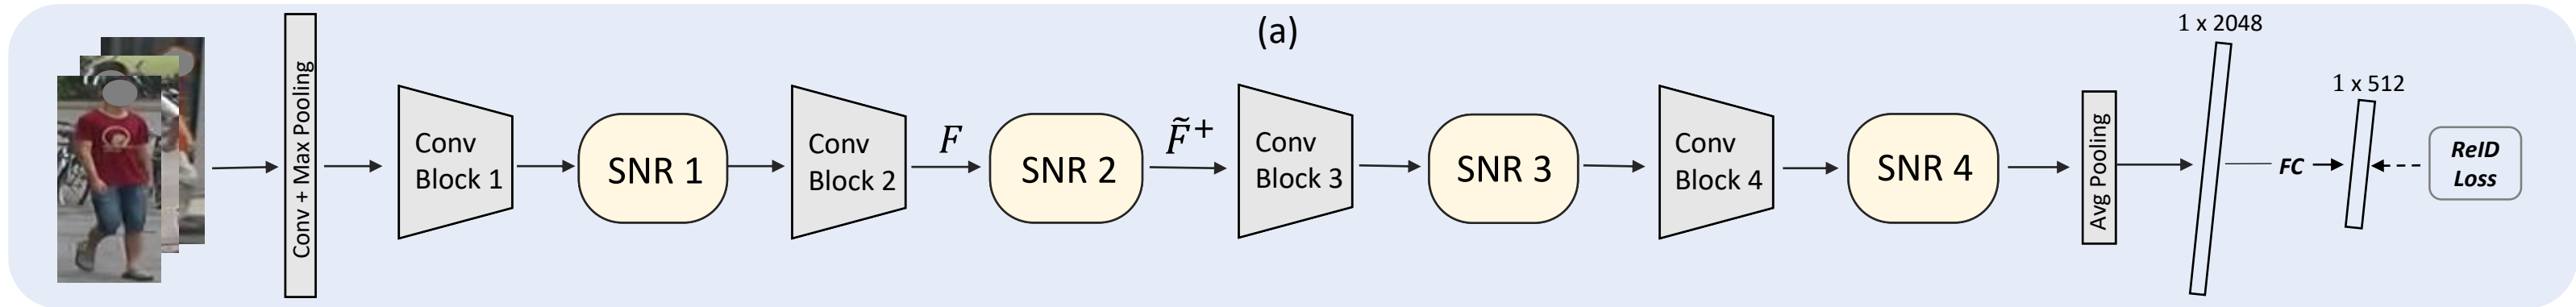 (a)
Conv + Max Pooling
Conv
Block 1
SNR 1
Conv
Block 2
F
SNR 2
F̃⁺
Conv
Block 3
SNR 3
Conv
Block 4
SNR 4
Avg Pooling
1 x 2048
FC
1 x 512
ReID
Loss